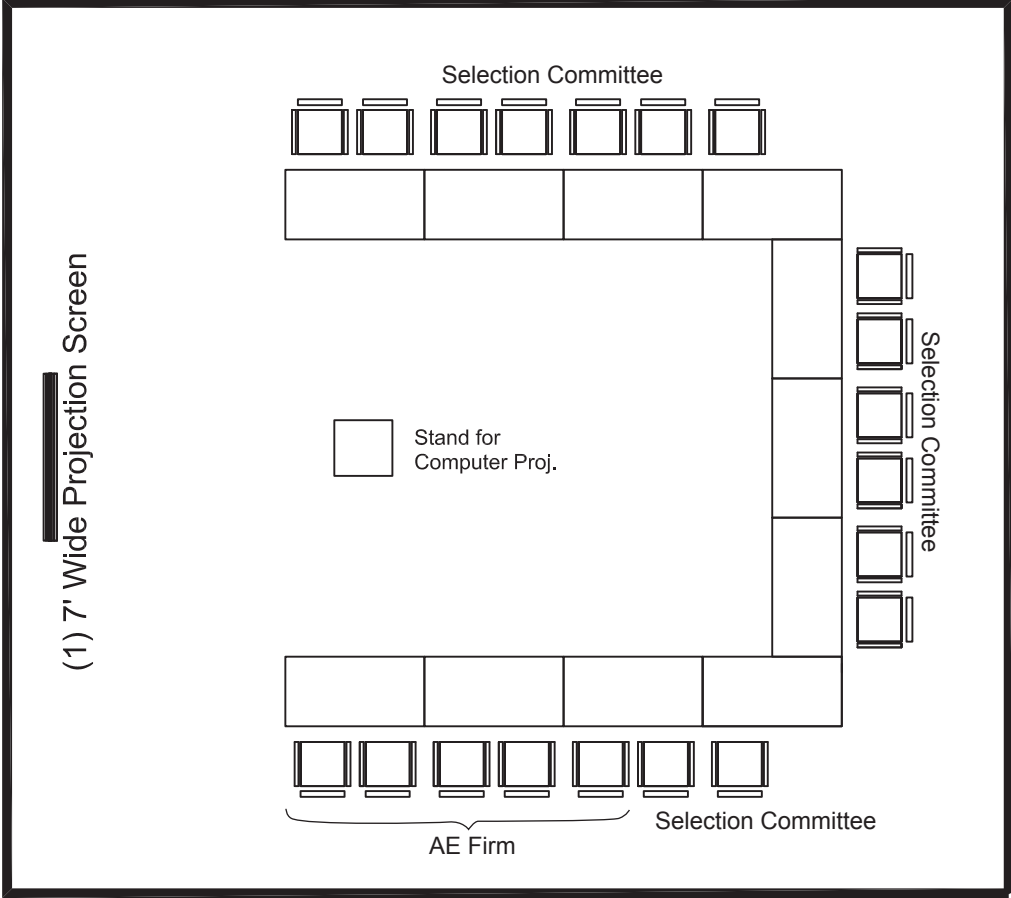 Selection Committee
(1) 7' Wide Projection Screen
Selection Committee
Stand for
Computer Proj.
AE Firm
Selection Committee